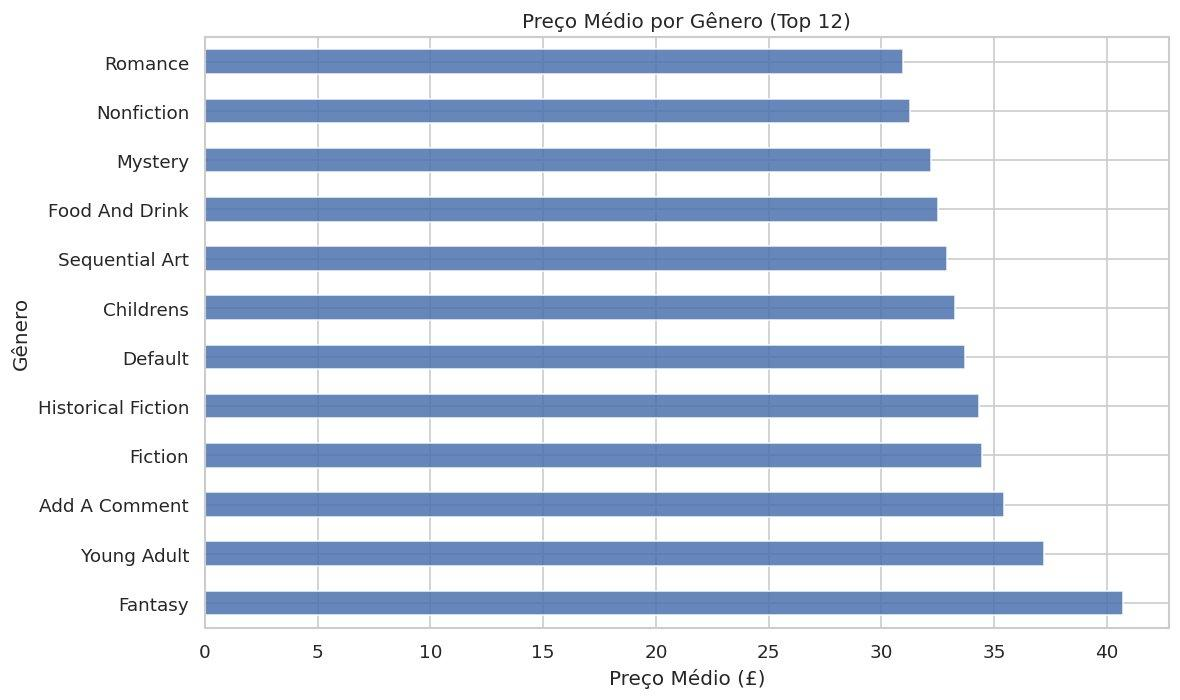 Preço Médio por Gênero (Top 12)
Romance
Nonfiction
Mystery
Food And Drink
Sequential Art
Childrens
Default
Historical Fiction
Fiction
Add A Comment
Young Adult
Fantasy
Gênero
0 5 10 15 20 25 30 35 40
Preço Médio (£)